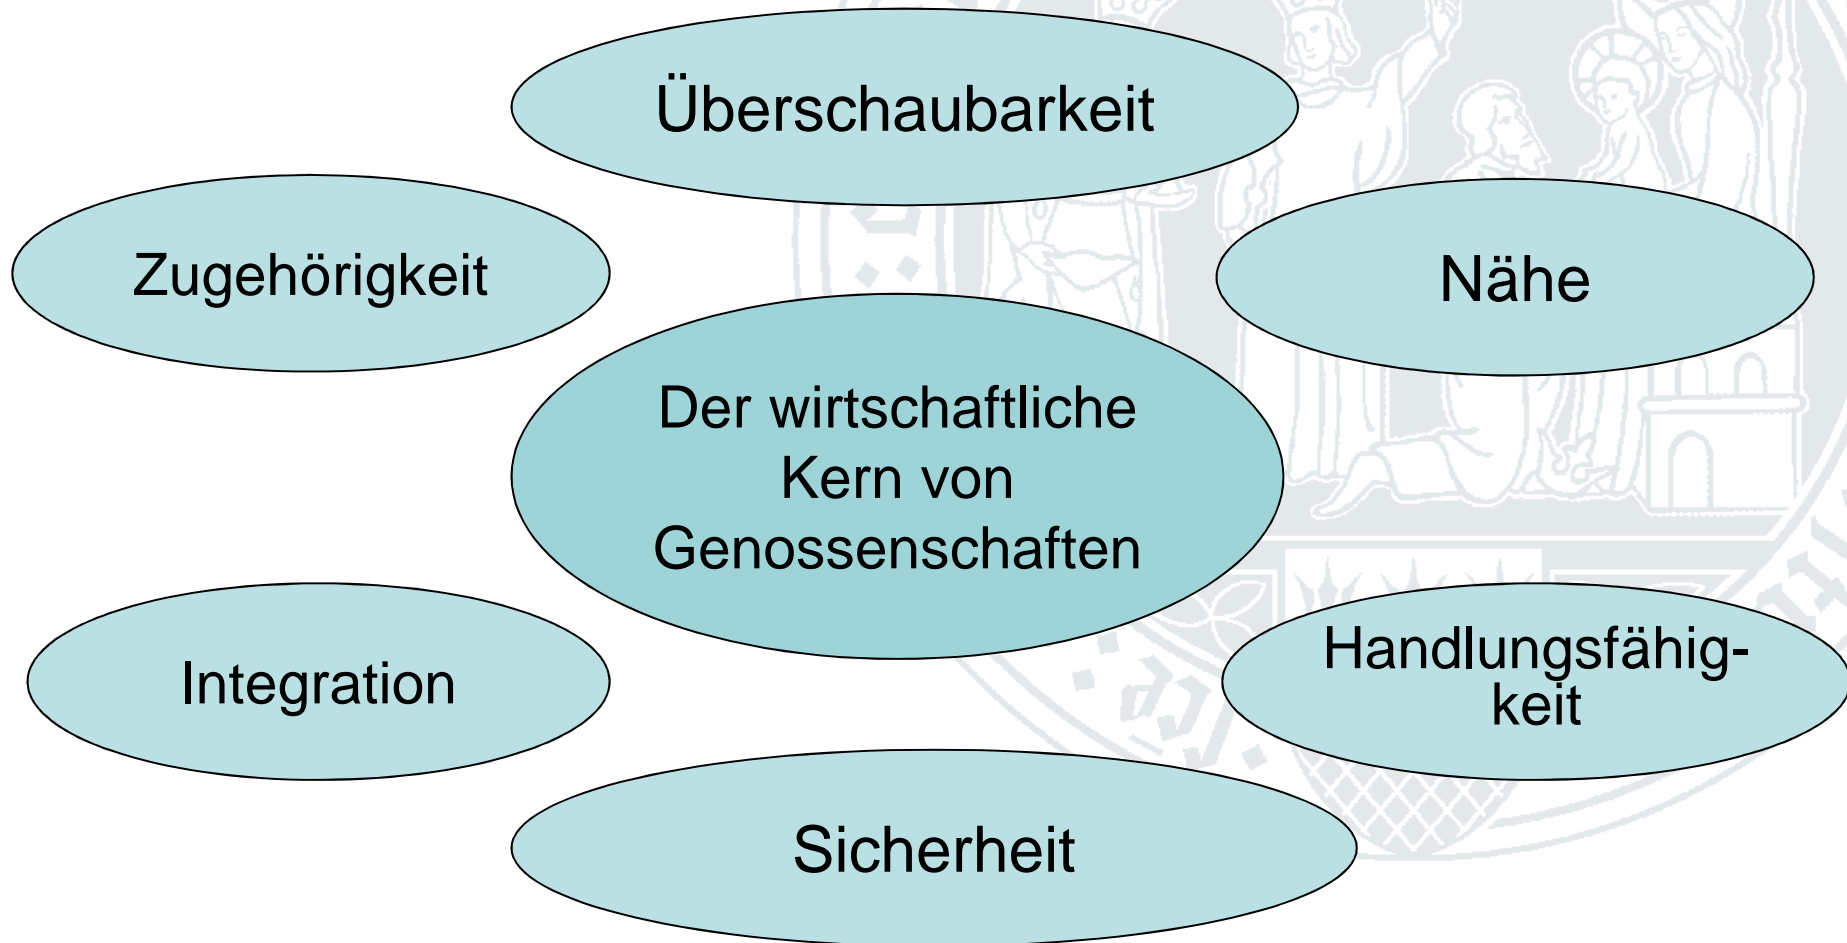 Überschaubarkeit
Zugehörigkeit
Nähe
Der wirtschaftliche
Kern von
Genossenschaften
Integration
Handlungsfähig-
keit
Sicherheit